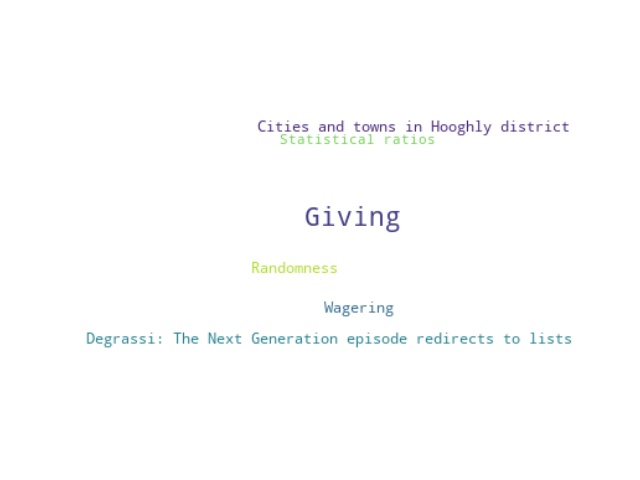 Cities and towns in Hooghly district
Statistical ratios
Giving
Randomness
Wagering
Degrassi: The Next Generation episode redirects to lists